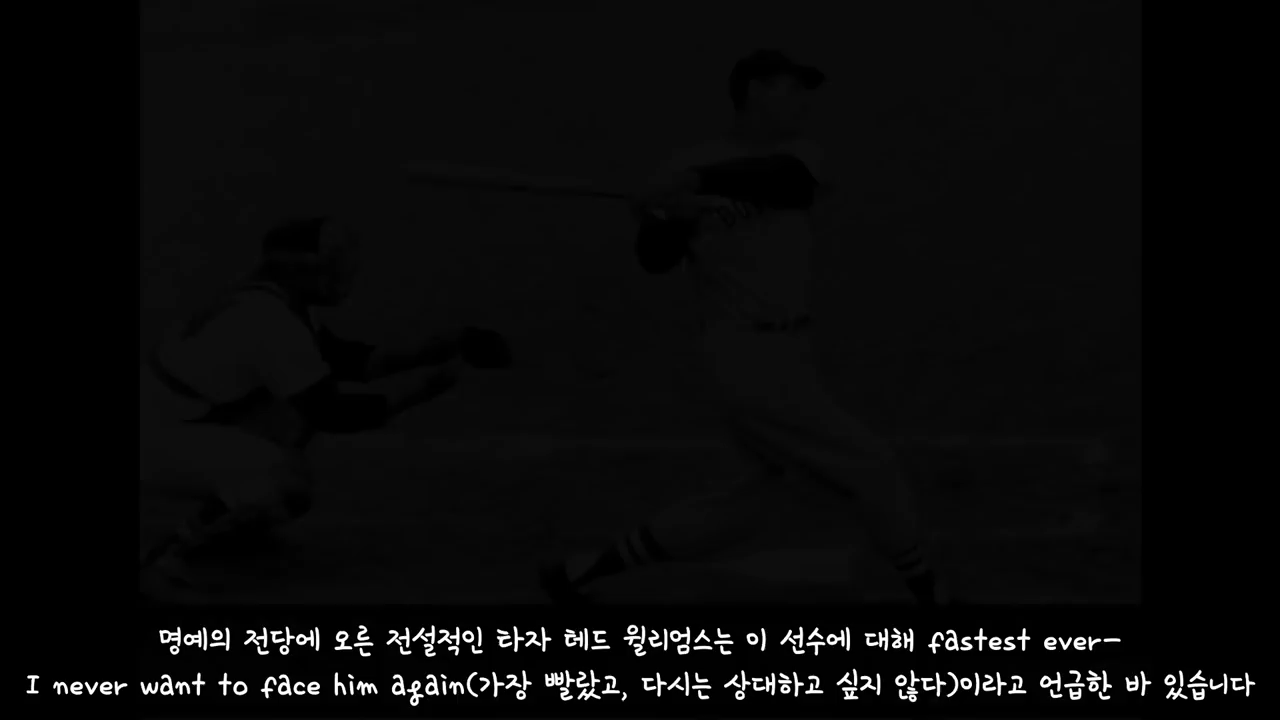 명예의 전당에 오른 전설적인 타자 테드 윌리엄스는 이 선수에 대해 fastest ever-
I never want to face him again(가장 빨랐고, 다시는 상대하고 싶지 않다)이라고 언급한 바 있습니다